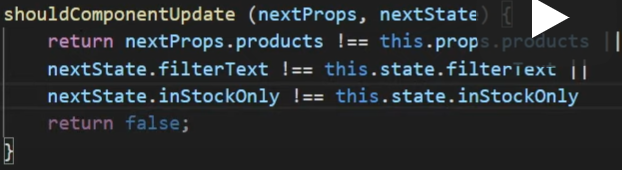 shouldComponentUpdate (nextProps, nextState) {
return nextProps.products !== this.props.products ||
nextState.filterText !== this.state.filterText ||
nextState.inStockOnly !== this.state.inStockOnly
return false;
}